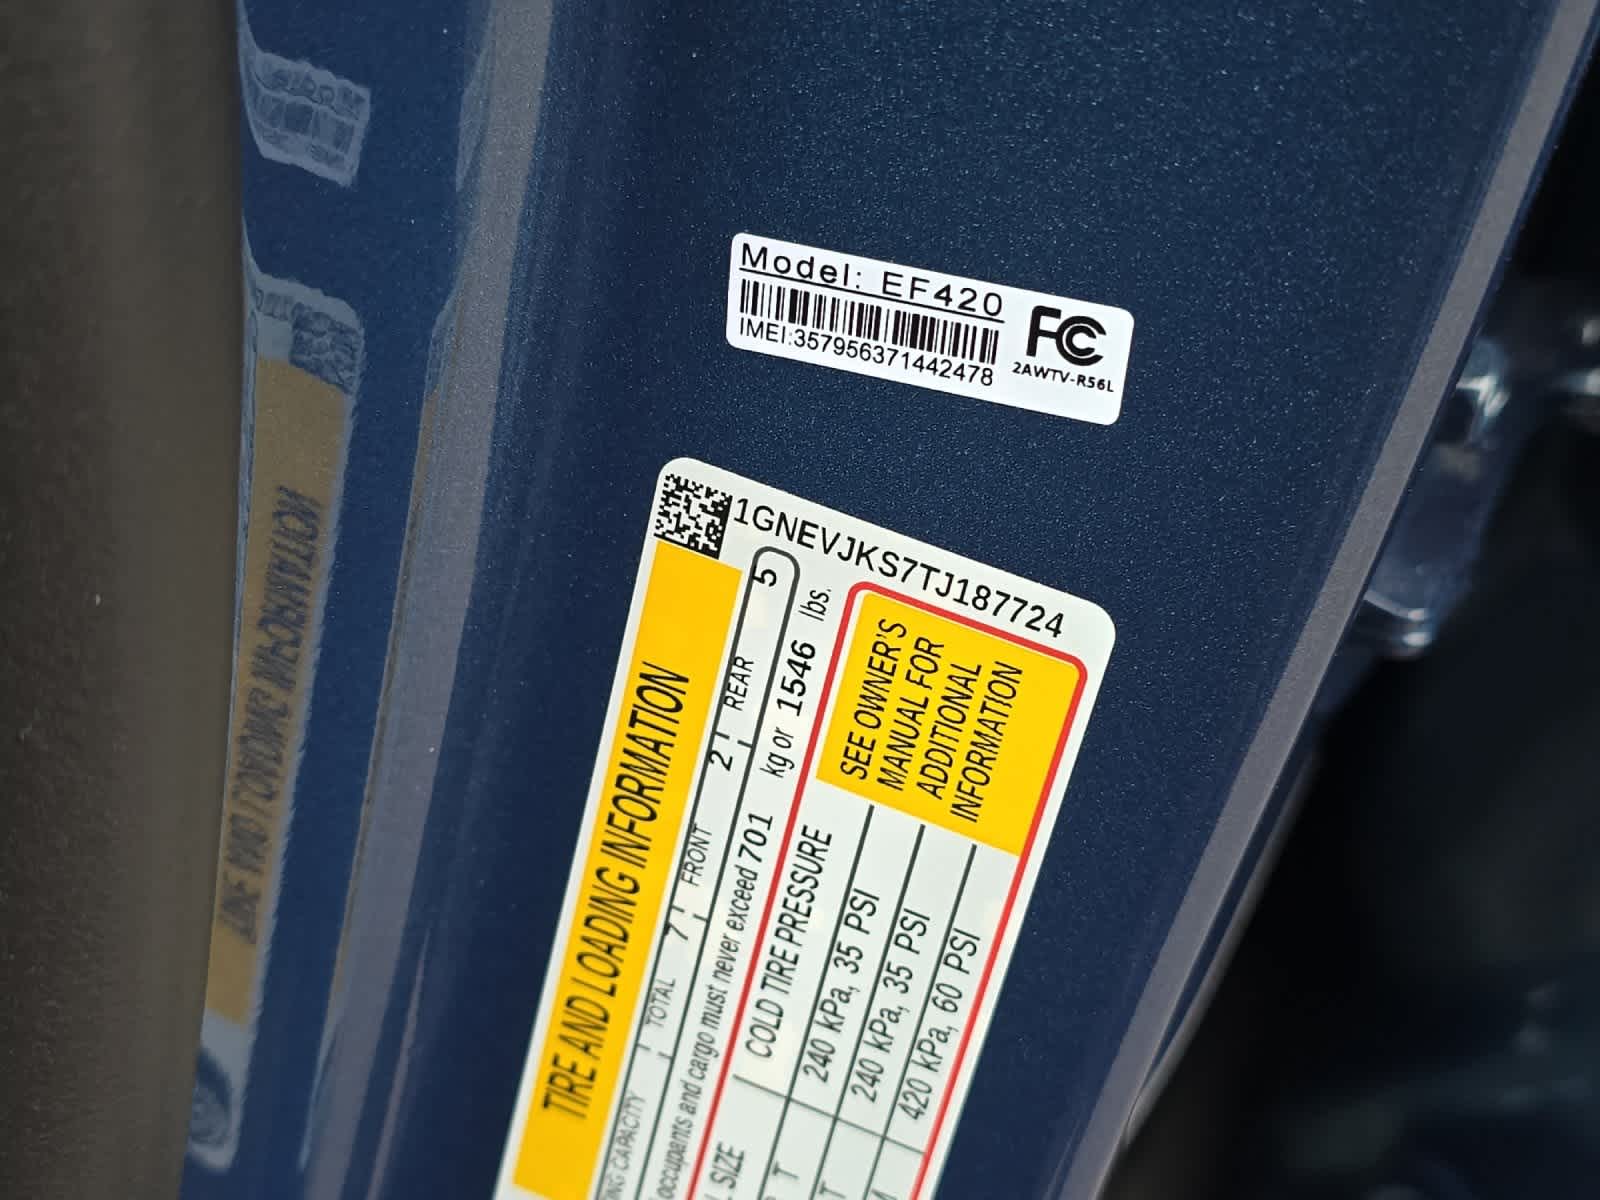 Model: EF420
IMEI:357956371442478
FC
2AWTV-R56L
1GNEVJKS7TJ187724
TIRE AND LOADING INFORMATION
TOTAL 7 FRONT 2 REAR 5
occupants and cargo must never exceed 701 kg or 1546 lbs.
SIZE
COLD TIRE PRESSURE
240 kPa, 35 PSI
240 kPa, 35 PSI
420 kPa, 60 PSI
SEE OWNER'S
MANUAL FOR
ADDITIONAL
INFORMATION